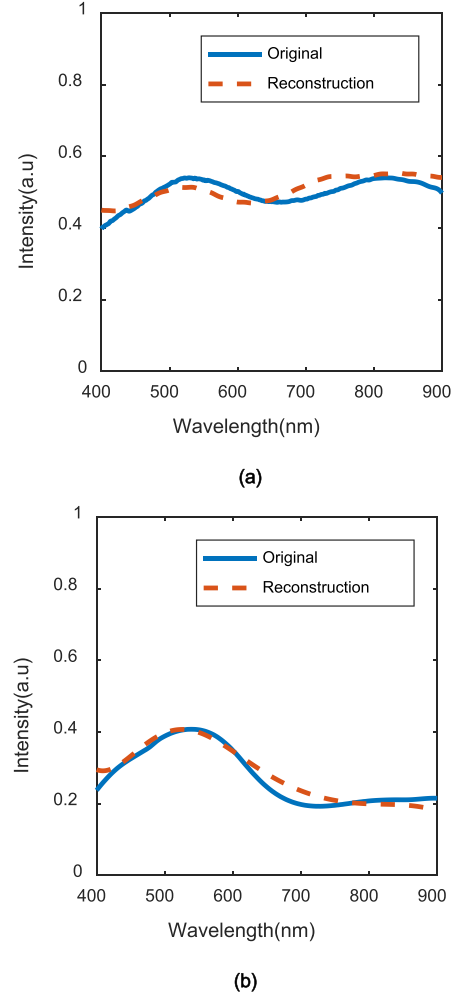 1
Original
Reconstruction
0.8
0.6
0.4
0.2
0
Intensity(a.u)
400 500 600 700 800 900
Wavelength(nm)
(a)
1
Original
Reconstruction
0.8
0.6
0.4
0.2
0
Intensity(a.u)
400 500 600 700 800 900
Wavelength(nm)
(b)